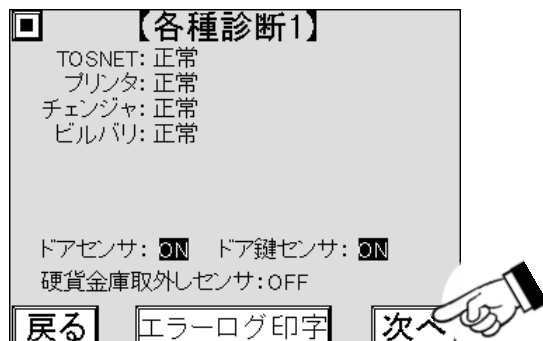 【各種診断1】
TOSNET: 正常
プリンタ: 正常
チェンジャ: 正常
ビルバリ: 正常
ドアセンサ: ON ドア鍵センサ: ON
硬貨金庫取外しセンサ:OFF
戻る エラーログ印字 次へ